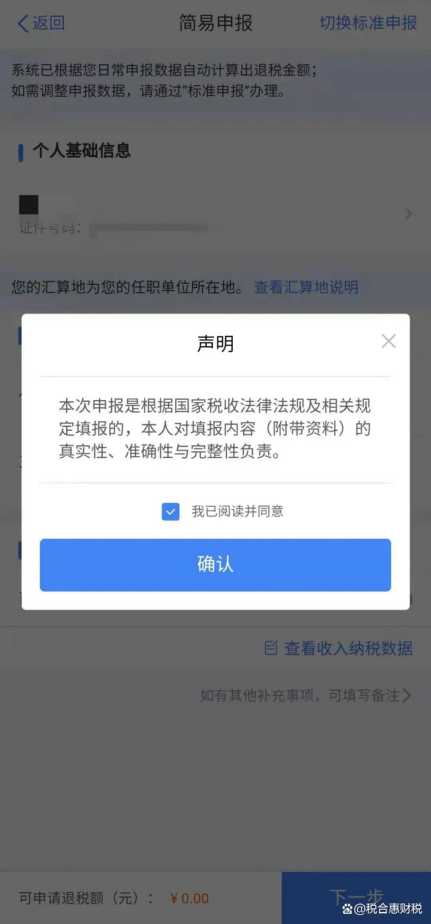 返回
简易申报
切换标准申报
系统已根据您日常申报数据自动计算出退税金额；
如需调整申报数据，请通过“标准申报”办理。
个人基础信息
证件号码：
您的汇算地为您的任职单位所在地。 查看汇算地说明
声明
本次申报是根据国家税收法律法规及相关规
定填报的，本人对填报内容（附带资料）的
真实性、准确性与完整性负责。
我已阅读并同意
确认
查看收入纳税数据
如有其他补充事项，可填写备注
可申请退税额（元）： ￥0.00
下一步
@税合惠财税